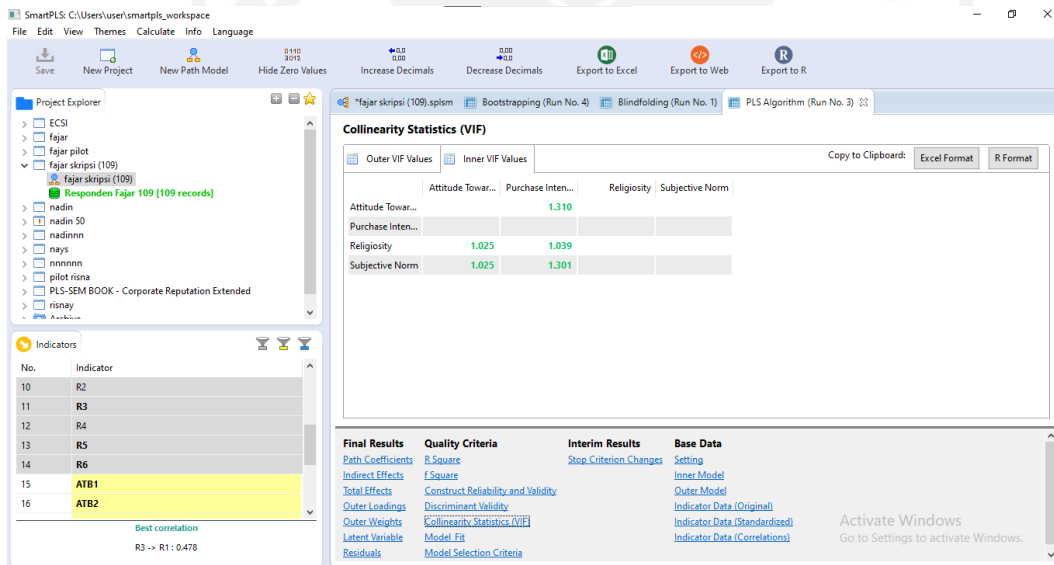 SmartPLS: C:\Users\user\smartpls_workspace
File Edit View Themes Calculate Info Language
Save New Project New Path Model Hide Zero Values Increase Decimals Decrease Decimals Export to Excel Export to Web Export to R
Project Explorer
ECSI
fajar
fajar pilot
fajar skripsi (109)
fajar skripsi (109)
Responden Fajar 109 [109 records]
nadin
nadin 50
nadinnn
nays
nnnnnn
pilot risna
PLS-SEM BOOK - Corporate Reputation Extended
risnay
Archive
Indicators
No. Indicator
10 R2
11 R3
12 R4
13 R5
14 R6
15 ATB1
16 ATB2
Best correlation
R3 -> R1 : 0.478
*fajar skripsi (109).splsm Bootstrapping (Run No. 4) Blindfolding (Run No. 1) PLS Algorithm (Run No. 3)
Collinearity Statistics (VIF)
Outer VIF Values Inner VIF Values Copy to Clipboard: Excel Format R Format
Attitude Towar... Purchase Inten... Religiosity Subjective Norm
Attitude Towar... 1.310
Purchase Inten...
Religiosity 1.025 1.039
Subjective Norm 1.025 1.301
Final Results Quality Criteria Interim Results Base Data
Path Coefficients R Square Stop Criterion Changes Setting
Indirect Effects f Square Inner Model
Total Effects Construct Reliability and Validity Outer Model
Outer Loadings Discriminant Validity Indicator Data (Original)
Outer Weights Collinearity Statistics (VIF) Indicator Data (Standardized)
Latent Variable Model Fit Indicator Data (Correlations)
Residuals Model Selection Criteria
Activate Windows
Go to Settings to activate Windows.